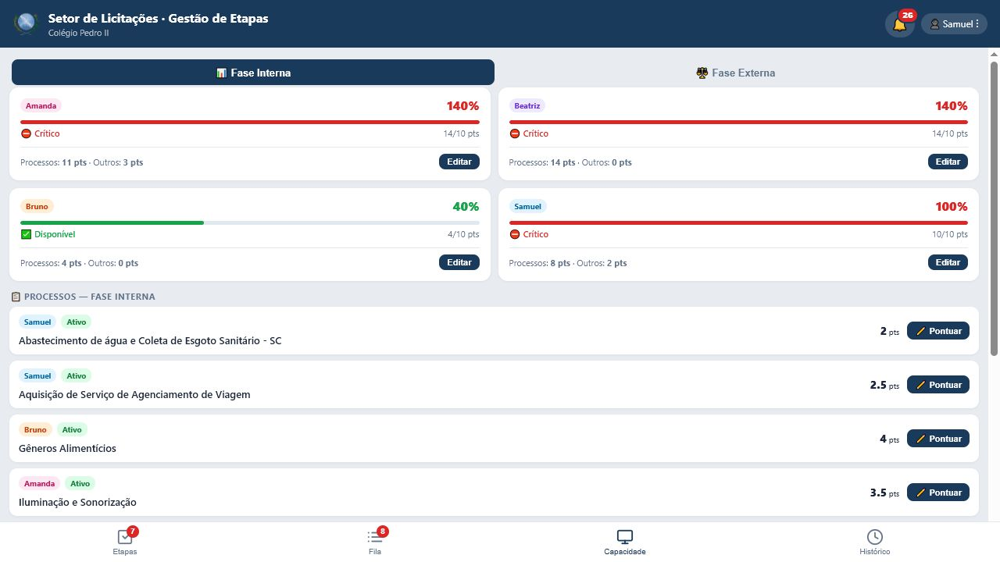 Setor de Licitações · Gestão de Etapas
Colégio Pedro II
26
Samuel
Fase Interna
Fase Externa
Amanda
140%
Crítico
14/10 pts
Processos: 11 pts · Outros: 3 pts
Editar
Beatriz
140%
Crítico
14/10 pts
Processos: 14 pts · Outros: 0 pts
Editar
Bruno
40%
Disponível
4/10 pts
Processos: 4 pts · Outros: 0 pts
Editar
Samuel
100%
Crítico
10/10 pts
Processos: 8 pts · Outros: 2 pts
Editar
PROCESSOS — FASE INTERNA
Samuel Ativo
Abastecimento de água e Coleta de Esgoto Sanitário - SC
2 pts
Pontuar
Samuel Ativo
Aquisição de Serviço de Agenciamento de Viagem
2.5 pts
Pontuar
Bruno Ativo
Gêneros Alimentícios
4 pts
Pontuar
Amanda Ativo
Iluminação e Sonorização
3.5 pts
Pontuar
7
Etapas
8
Fila
Capacidade
Histórico